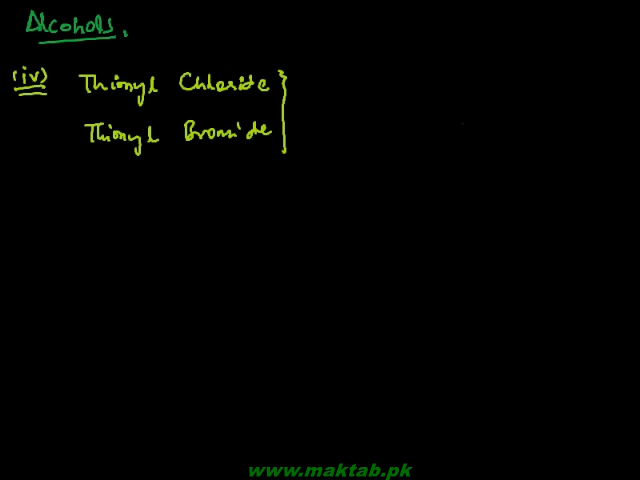 Alcohols.
(iv) Thionyl Chloride }
Thionyl Bromide
www.maktab.pk